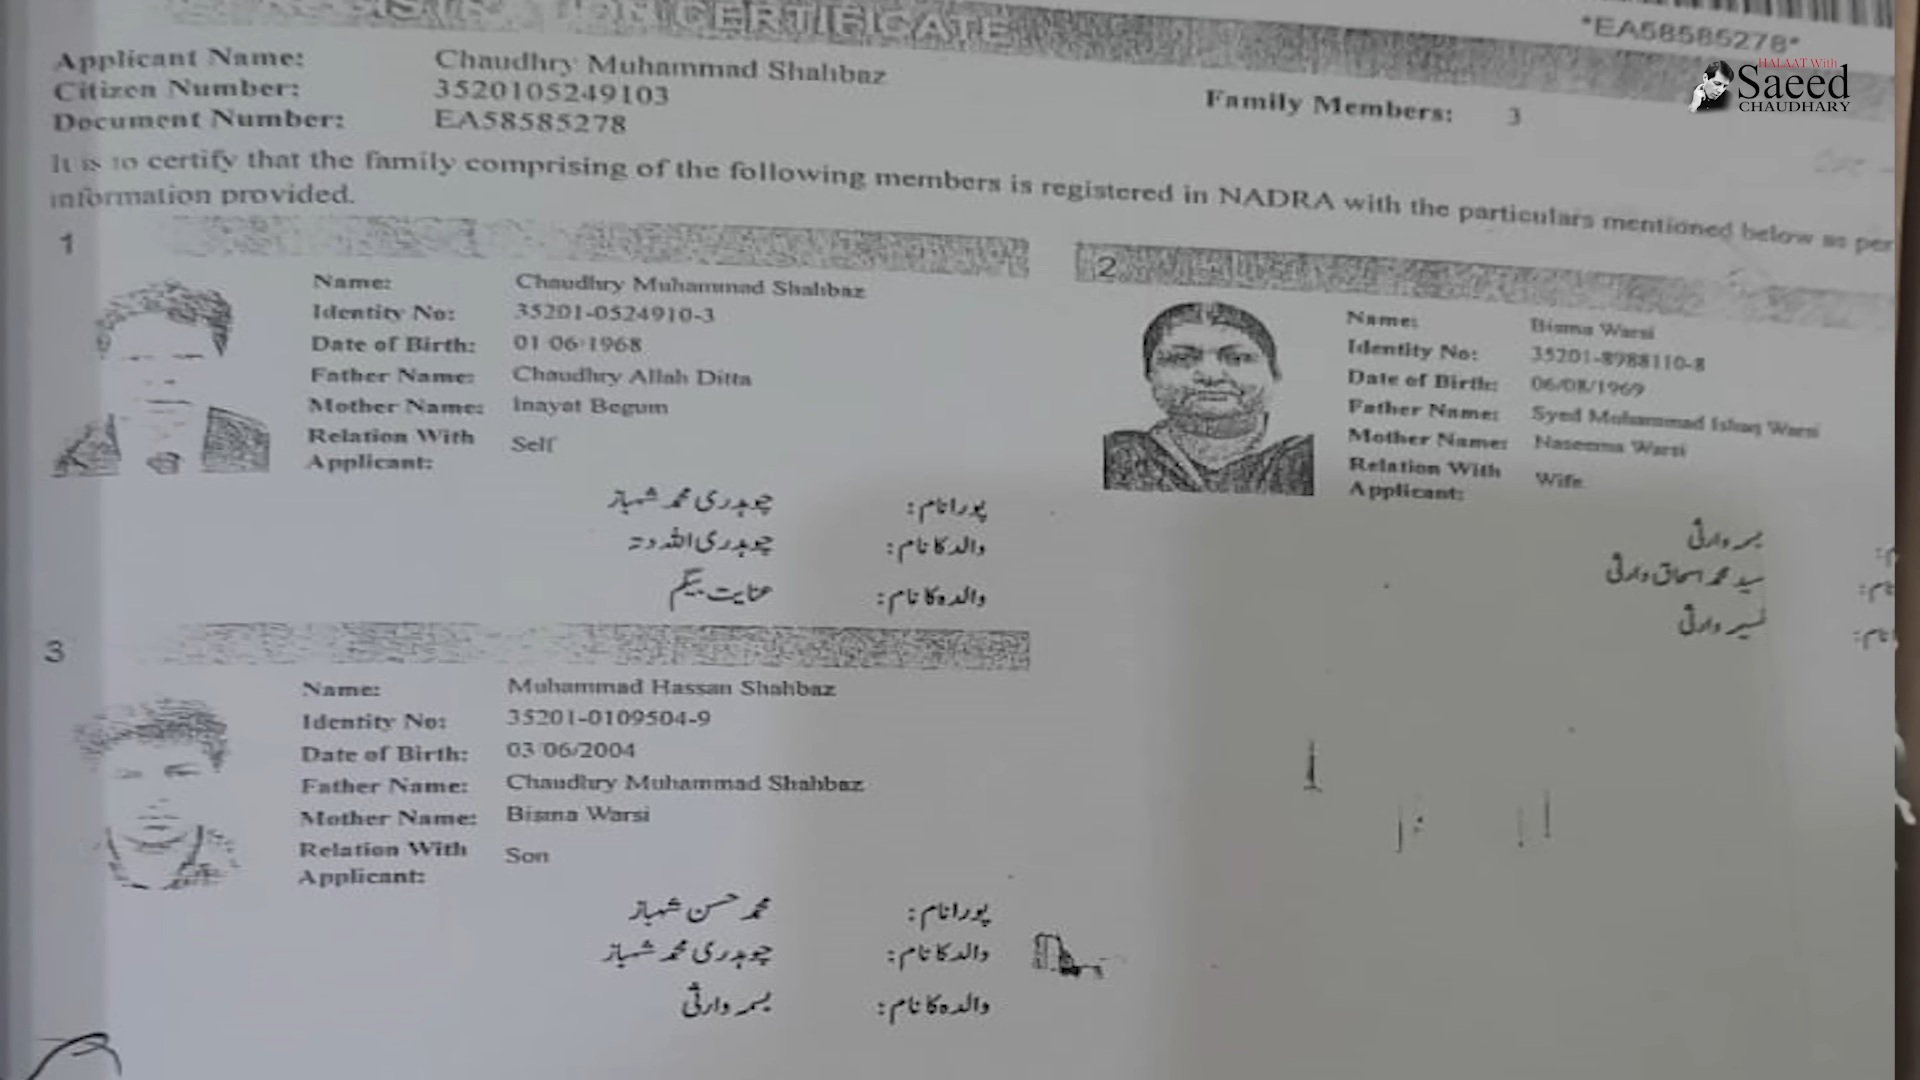 REGISTRATION CERTIFICATE
*EA58585278*
HALAAT With
Saeed
CHAUDHARY
Applicant Name: Chaudhry Muhammad Shahbaz
Citizen Number: 3520105249103
Family Members: 3
Document Number: EA58585278
It is to certify that the family comprising of the following members is registered in NADRA with the particulars mentioned below as per
information provided.
1
Name: Chaudhry Muhammad Shahbaz
Identity No: 35201-0524910-3
Date of Birth: 01/06/1968
Father Name: Chaudhry Allah Ditta
Mother Name: Inayat Begum
Relation With
Applicant: Self
پورا نام: چوہدری محمد شہباز
والد کا نام: چوہدری اللہ دتہ
والدہ کا نام: عنایت بیگم
2
Name: Bisma Warsi
Identity No: 35201-8988110-8
Date of Birth: 06/08/1969
Father Name: Syed Muhammad Ishaq Warsi
Mother Name: Naseema Warsi
Relation With
Applicant: Wife
بسمہ وارثی
سید محمد اسحاق وارثی
وارثی
3
Name: Muhammad Hassan Shahbaz
Identity No: 35201-0109504-9
Date of Birth: 03/06/2004
Father Name: Chaudhry Muhammad Shahbaz
Mother Name: Bisma Warsi
Relation With
Applicant: Son
پورا نام: محمد حسن شہباز
والد کا نام: چوہدری محمد شہباز
والدہ کا نام: بسمہ وارثی